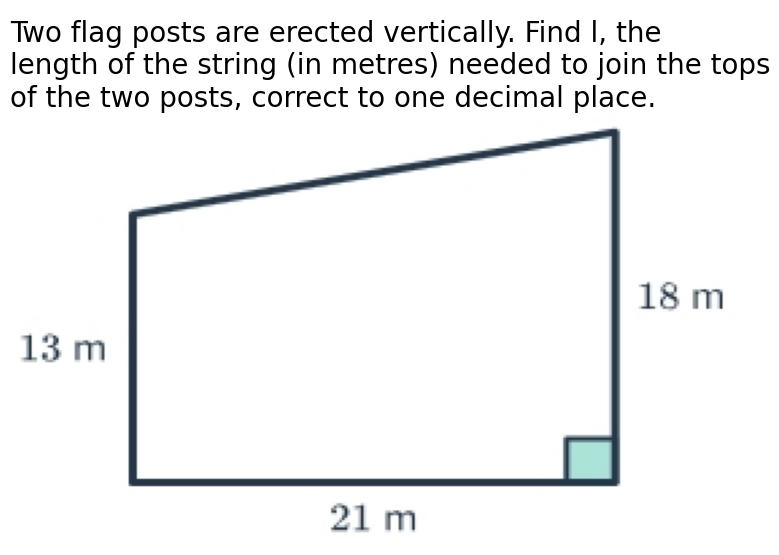 Two flag posts are erected vertically. Find l, the
length of the string (in metres) needed to join the tops
of the two posts, correct to one decimal place.
18 m
13 m
21 m